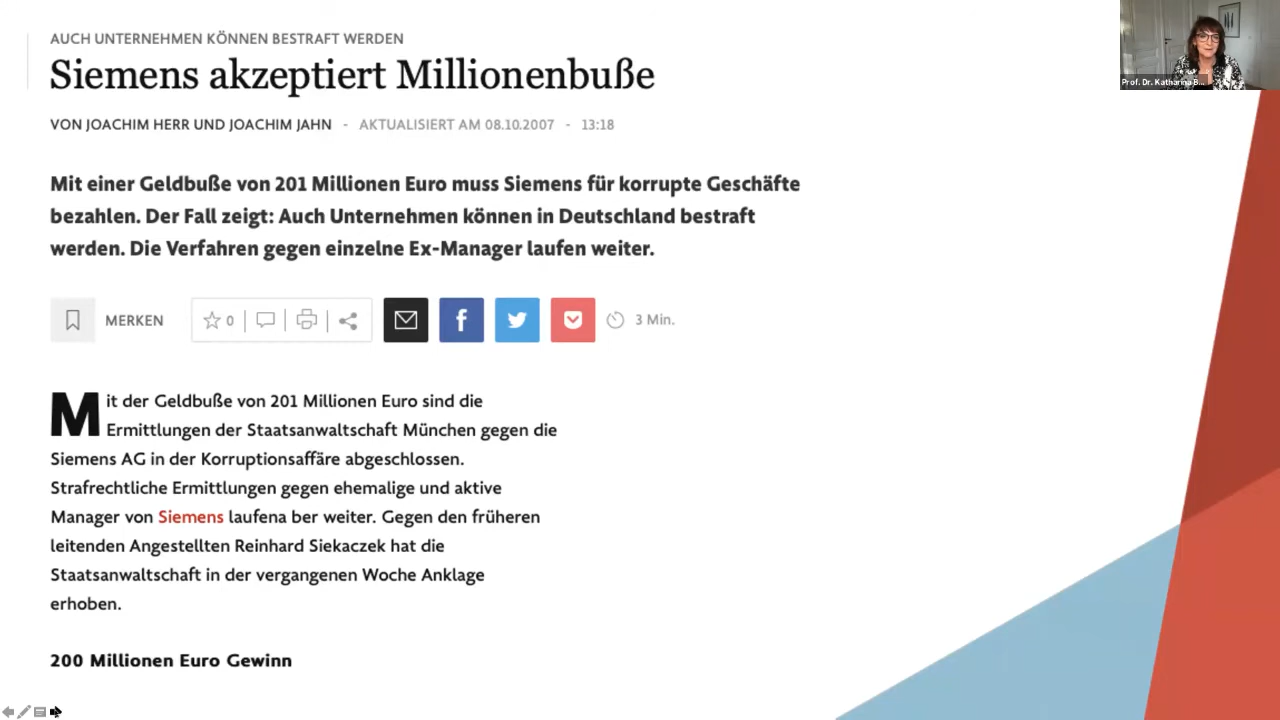 AUCH UNTERNEHMEN KÖNNEN BESTRAFT WERDEN
Siemens akzeptiert Millionenbuße
VON JOACHIM HERR UND JOACHIM JAHN - AKTUALISIERT AM 08.10.2007 - 13:18
Mit einer Geldbuße von 201 Millionen Euro muss Siemens für korrupte Geschäfte
bezahlen. Der Fall zeigt: Auch Unternehmen können in Deutschland bestraft
werden. Die Verfahren gegen einzelne Ex-Manager laufen weiter.
MERKEN 0 3 Min.
Mit der Geldbuße von 201 Millionen Euro sind die
Ermittlungen der Staatsanwaltschaft München gegen die
Siemens AG in der Korruptionsaffäre abgeschlossen.
Strafrechtliche Ermittlungen gegen ehemalige und aktive
Manager von Siemens laufena ber weiter. Gegen den früheren
leitenden Angestellten Reinhard Siekaczek hat die
Staatsanwaltschaft in der vergangenen Woche Anklage
erhoben.
200 Millionen Euro Gewinn
Prof. Dr. Katharina B...